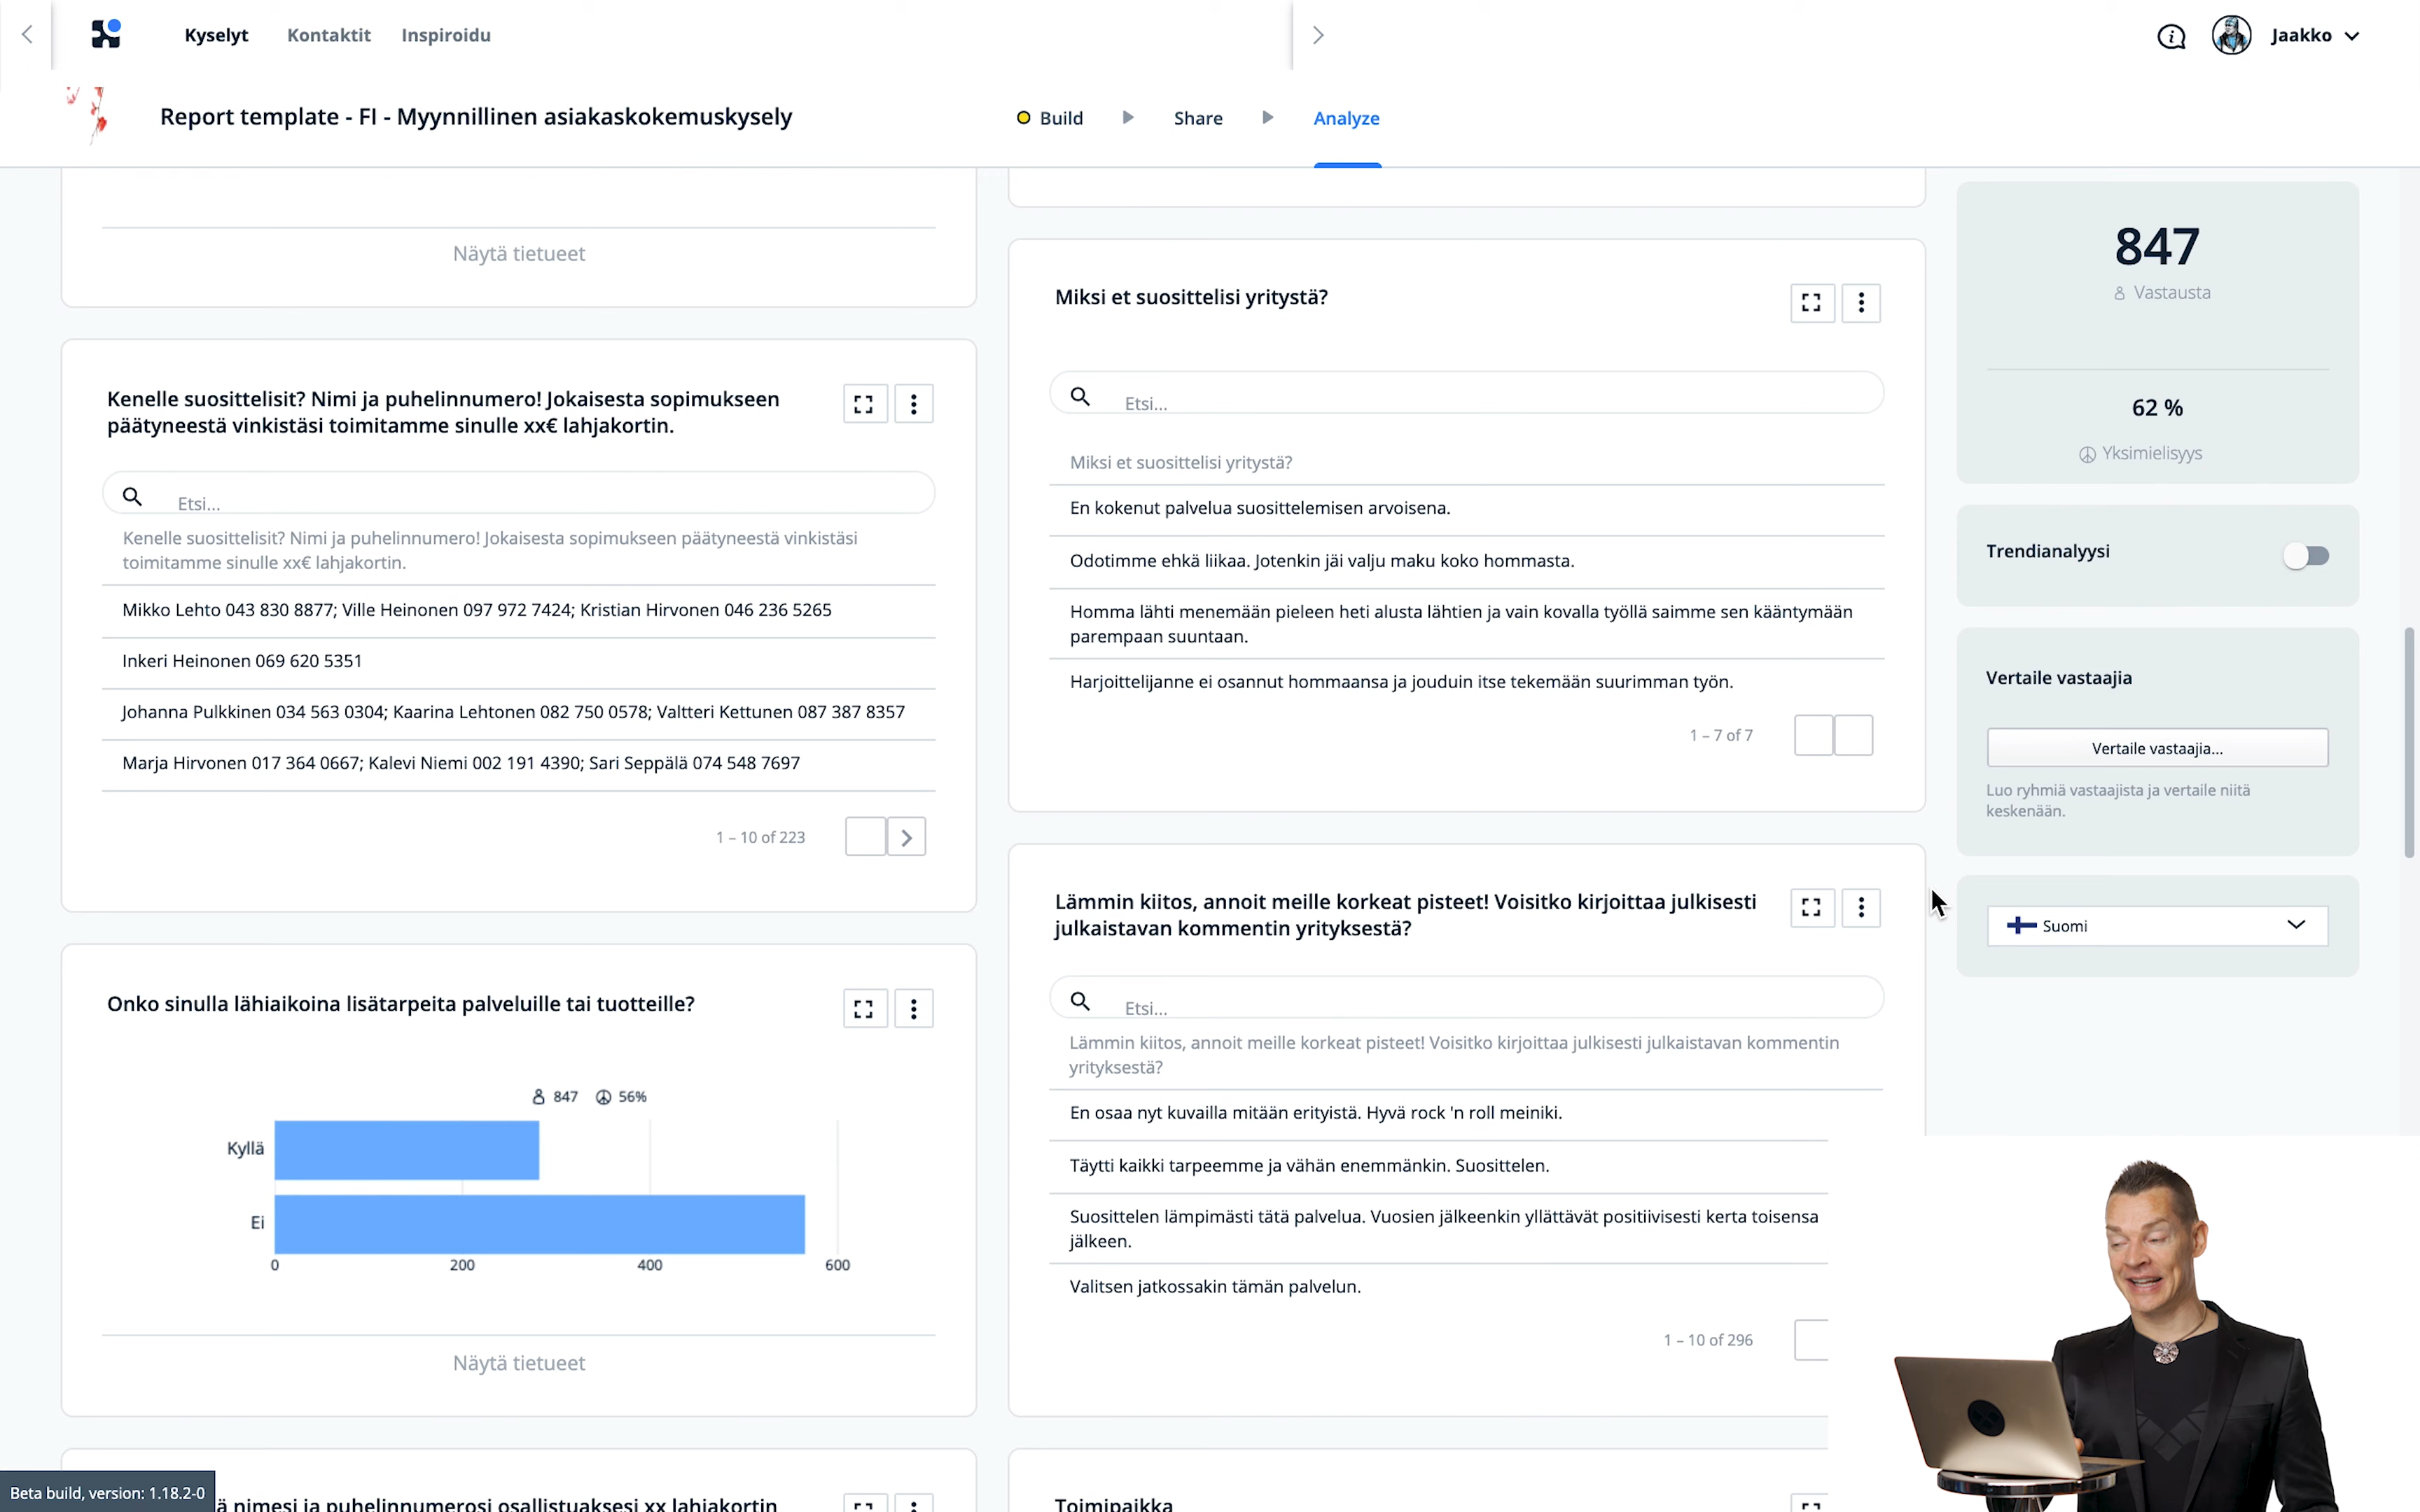 Kyselyt
Kontaktit
Inspiroidu
Jaakko
Report template - FI - Myynnillinen asiakaskokemuskysely
Build
Share
Analyze
Näytä tietueet
Kenelle suosittelisit? Nimi ja puhelinnumero! Jokaisesta sopimukseen
päätyneestä vinkistäsi toimitamme sinulle xx€ lahjakortin.
Etsi...
Kenelle suosittelisit? Nimi ja puhelinnumero! Jokaisesta sopimukseen päätyneestä vinkistäsi
toimitamme sinulle xx€ lahjakortin.
Mikko Lehto 043 830 8877; Ville Heinonen 097 972 7424; Kristian Hirvonen 046 236 5265
Inkeri Heinonen 069 620 5351
Johanna Pulkkinen 034 563 0304; Kaarina Lehtonen 082 750 0578; Valtteri Kettunen 087 387 8357
Marja Hirvonen 017 364 0667; Kalevi Niemi 002 191 4390; Sari Seppälä 074 548 7697
1 – 10 of 223
Onko sinulla lähiaikoina lisätarpeita palveluille tai tuotteille?
847 56%
Kyllä
Ei
0 200 400 600
Näytä tietueet
ä nimesi ja puhelinnumerosi osallistuaksesi xx lahjakortin
Beta build, version: 1.18.2-0
Miksi et suosittelisi yritystä?
Etsi...
Miksi et suosittelisi yritystä?
En kokenut palvelua suosittelemisen arvoisena.
Odotimme ehkä liikaa. Jotenkin jäi valju maku koko hommasta.
Homma lähti menemään pieleen heti alusta lähtien ja vain kovalla työllä saimme sen kääntymään
parempaan suuntaan.
Harjoittelijanne ei osannut hommaansa ja jouduin itse tekemään suurimman työn.
1 – 7 of 7
Lämmin kiitos, annoit meille korkeat pisteet! Voisitko kirjoittaa julkisesti
julkaistavan kommentin yrityksestä?
Etsi...
Lämmin kiitos, annoit meille korkeat pisteet! Voisitko kirjoittaa julkisesti julkaistavan kommentin
yrityksestä?
En osaa nyt kuvailla mitään erityistä. Hyvä rock 'n roll meiniki.
Täytti kaikki tarpeemme ja vähän enemmänkin. Suosittelen.
Suosittelen lämpimästi tätä palvelua. Vuosien jälkeenkin yllättävät positiivisesti kerta toisensa
jälkeen.
Valitsen jatkossakin tämän palvelun.
1 – 10 of 296
Toimipaikka
847
Vastausta
62 %
Yksimielisyys
Trendianalyysi
Vertaile vastaajia
Vertaile vastaajia...
Luo ryhmiä vastaajista ja vertaile niitä
keskenään.
Suomi